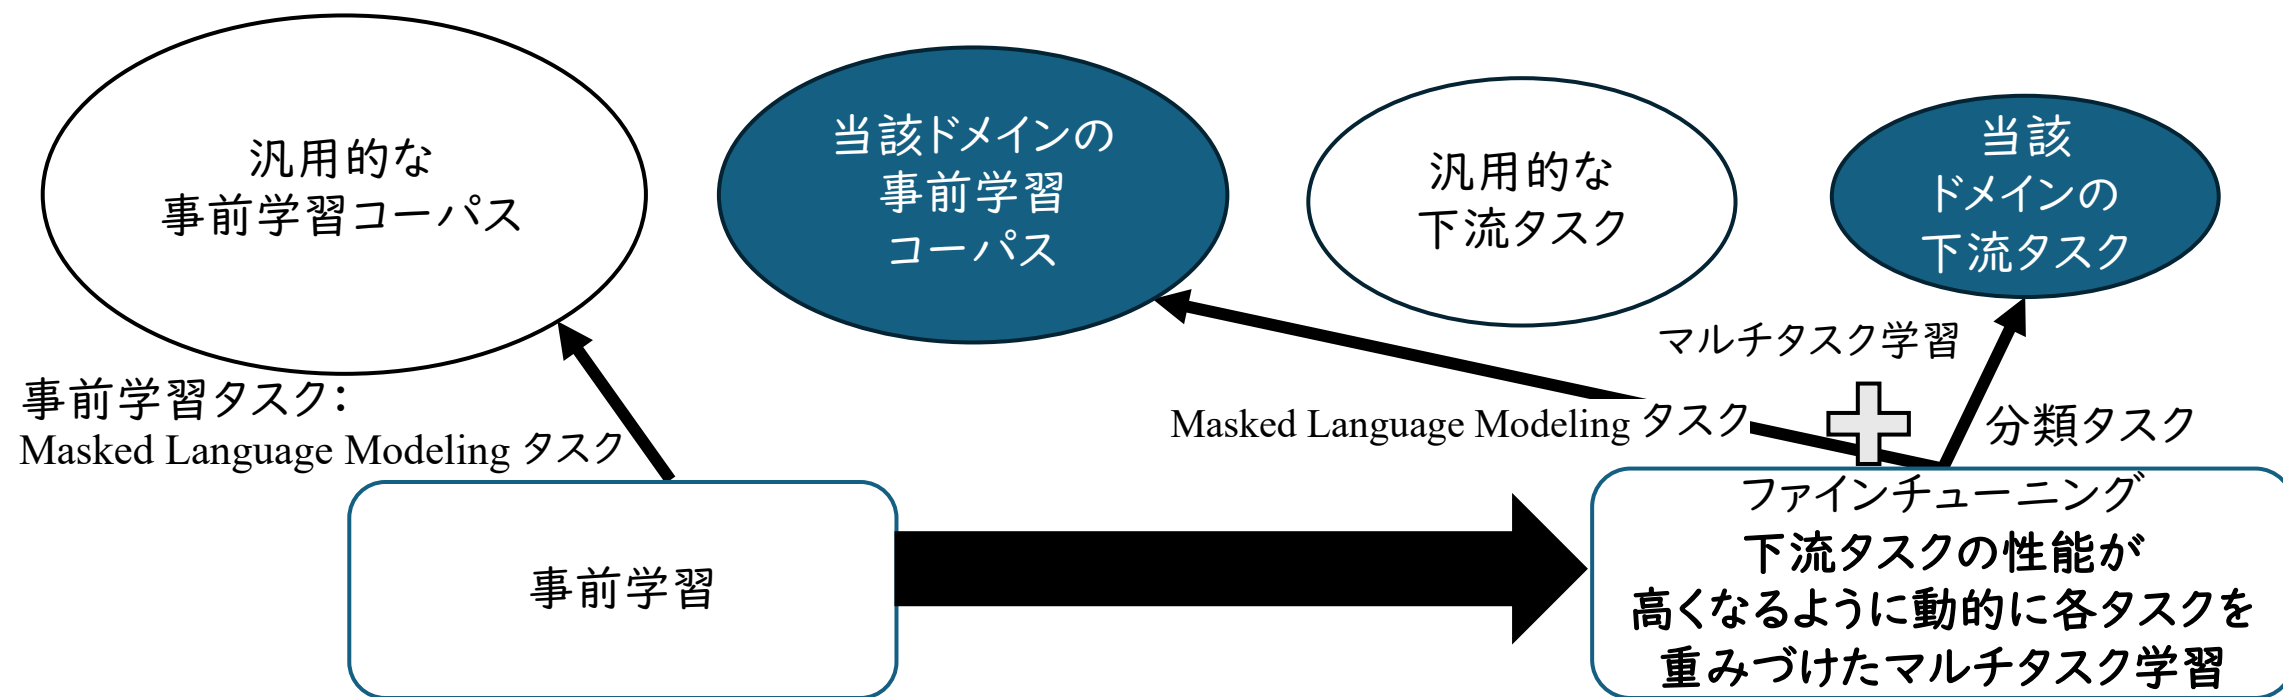 汎用的な
事前学習コーパス
当該ドメインの
事前学習
コーパス
汎用的な
下流タスク
当該
ドメインの
下流タスク
事前学習タスク:
Masked Language Modeling タスク
マルチタスク学習
Masked Language Modeling タスク
分類タスク
事前学習
ファインチューニング
下流タスクの性能が
高くなるように動的に各タスクを
重みづけたマルチタスク学習